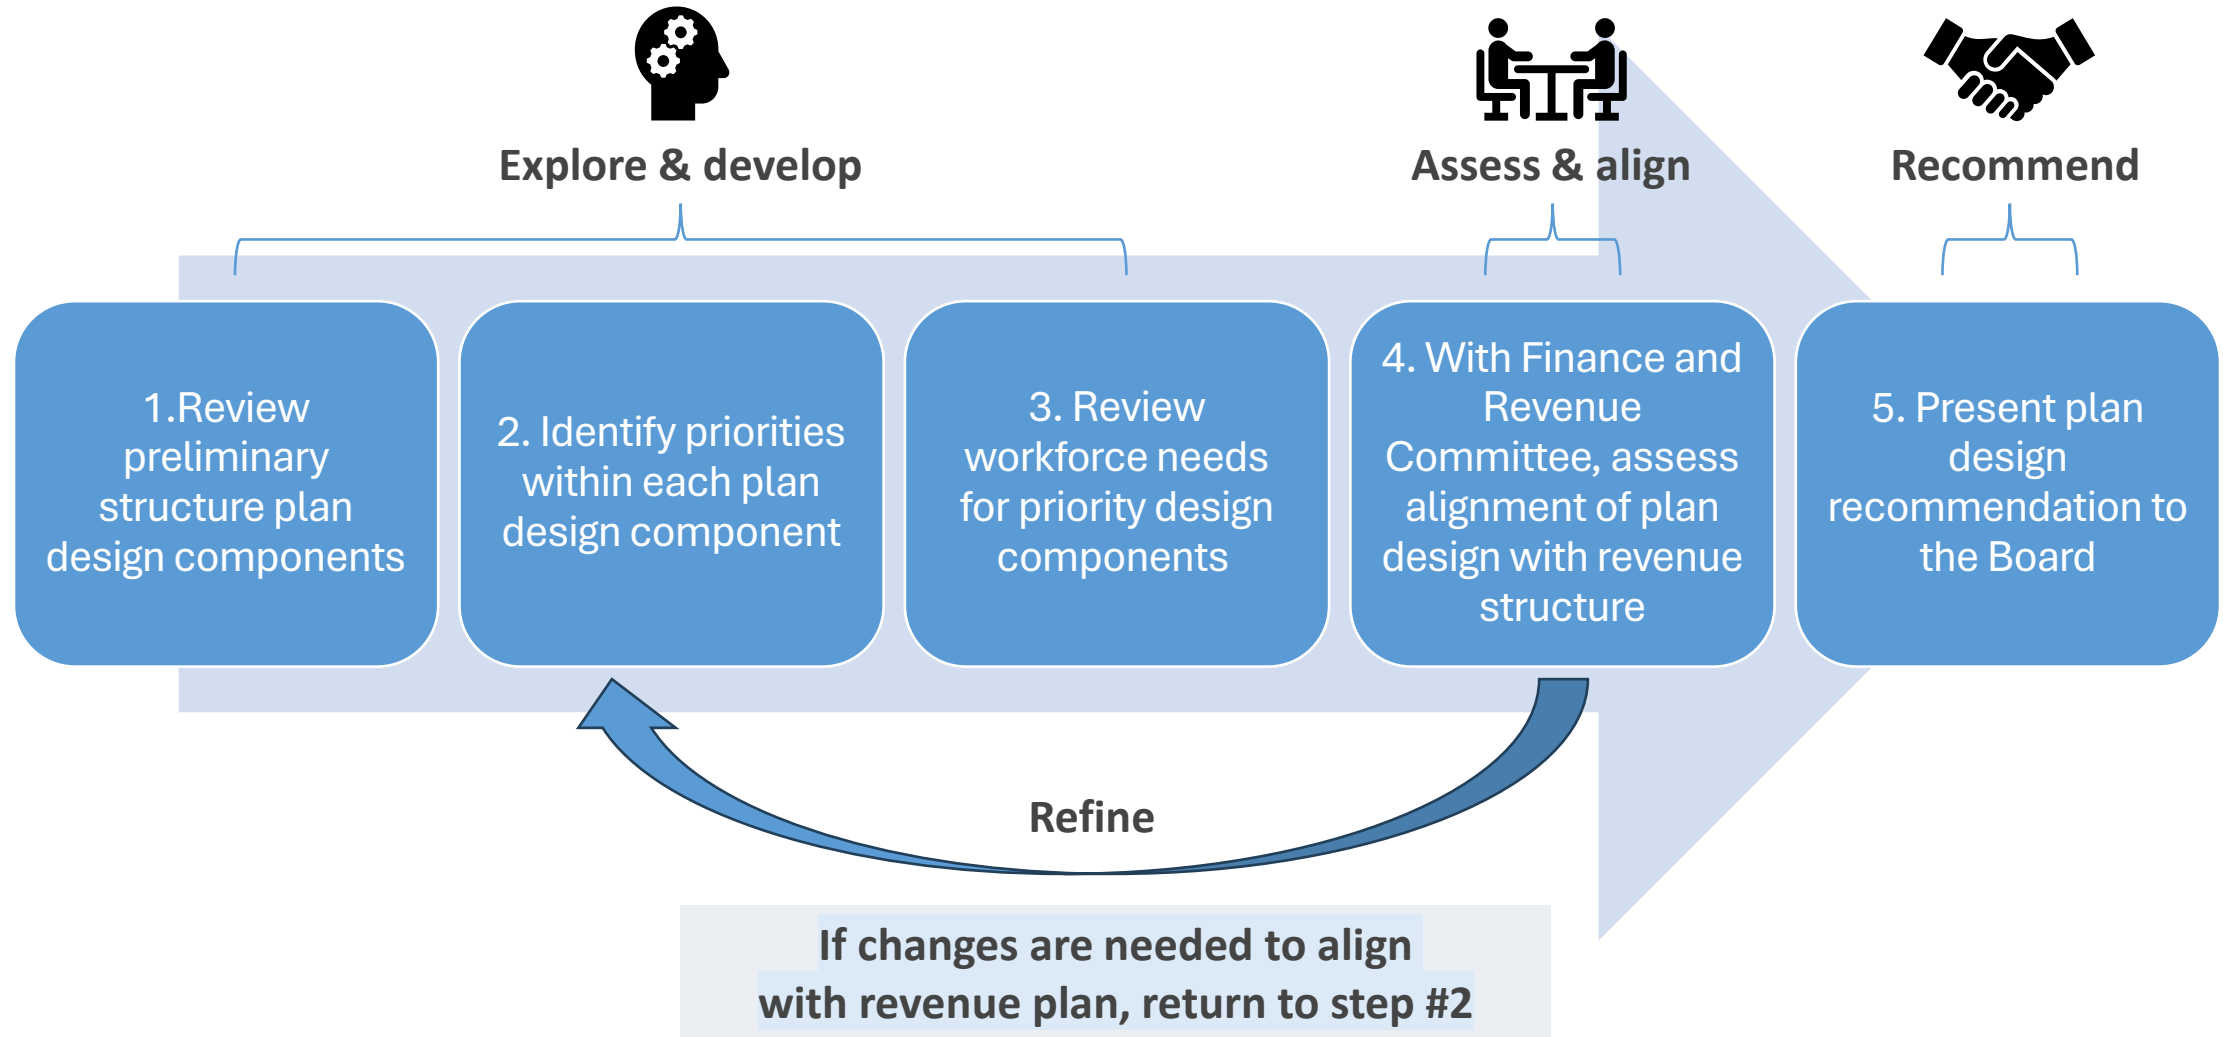 Explore & develop
Assess & align
Recommend
1.Review
preliminary
structure plan
design components
2. Identify priorities
within each plan
design component
3. Review
workforce needs
for priority design
components
4. With Finance and
Revenue
Committee, assess
alignment of plan
design with revenue
structure
5. Present plan
design
recommendation to
the Board
Refine
If changes are needed to align
with revenue plan, return to step #2